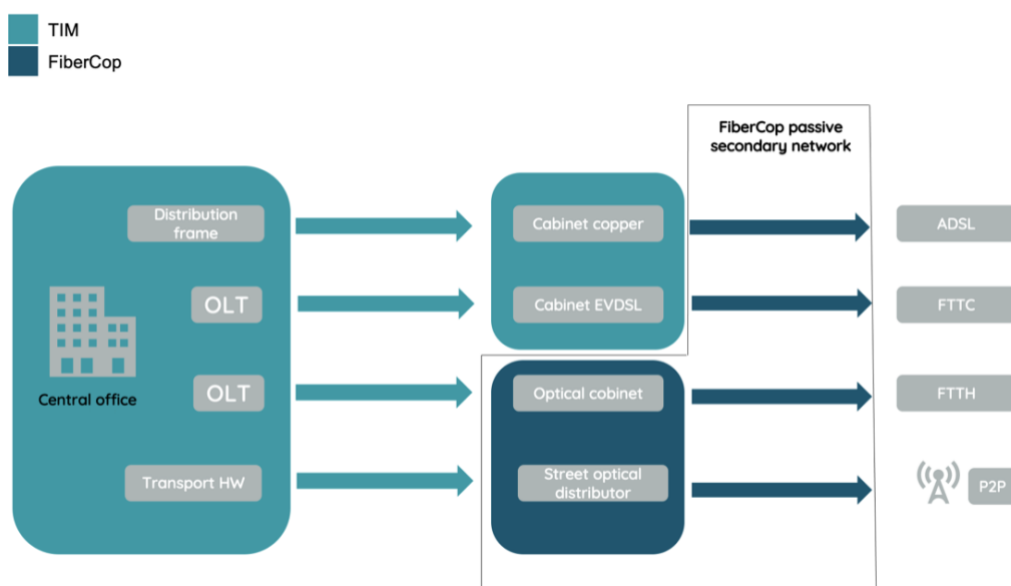 TIM
FiberCop
FiberCop passive
secondary network
Distribution
frame
Cabinet copper
ADSL
OLT
Cabinet EVDSL
FTTC
Central office
OLT
Optical cobinet
FTTH
Transport HW
Street optical
distributor
P2P